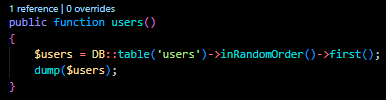 1 reference | 0 overrides
public function users()
{
    $users = DB::table('users')->inRandomOrder()->first();
    dump($users);
}